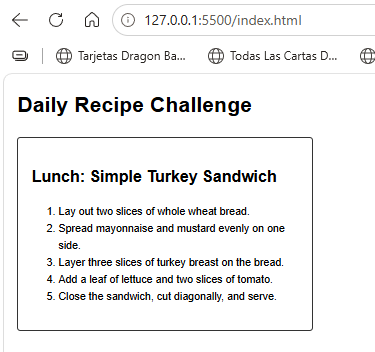 127.0.0.1:5500/index.html
Tarjetas Dragon Ba... Todas Las Cartas D...
Daily Recipe Challenge
Lunch: Simple Turkey Sandwich
1. Lay out two slices of whole wheat bread.
2. Spread mayonnaise and mustard evenly on one
side.
3. Layer three slices of turkey breast on the bread.
4. Add a leaf of lettuce and two slices of tomato.
5. Close the sandwich, cut diagonally, and serve.